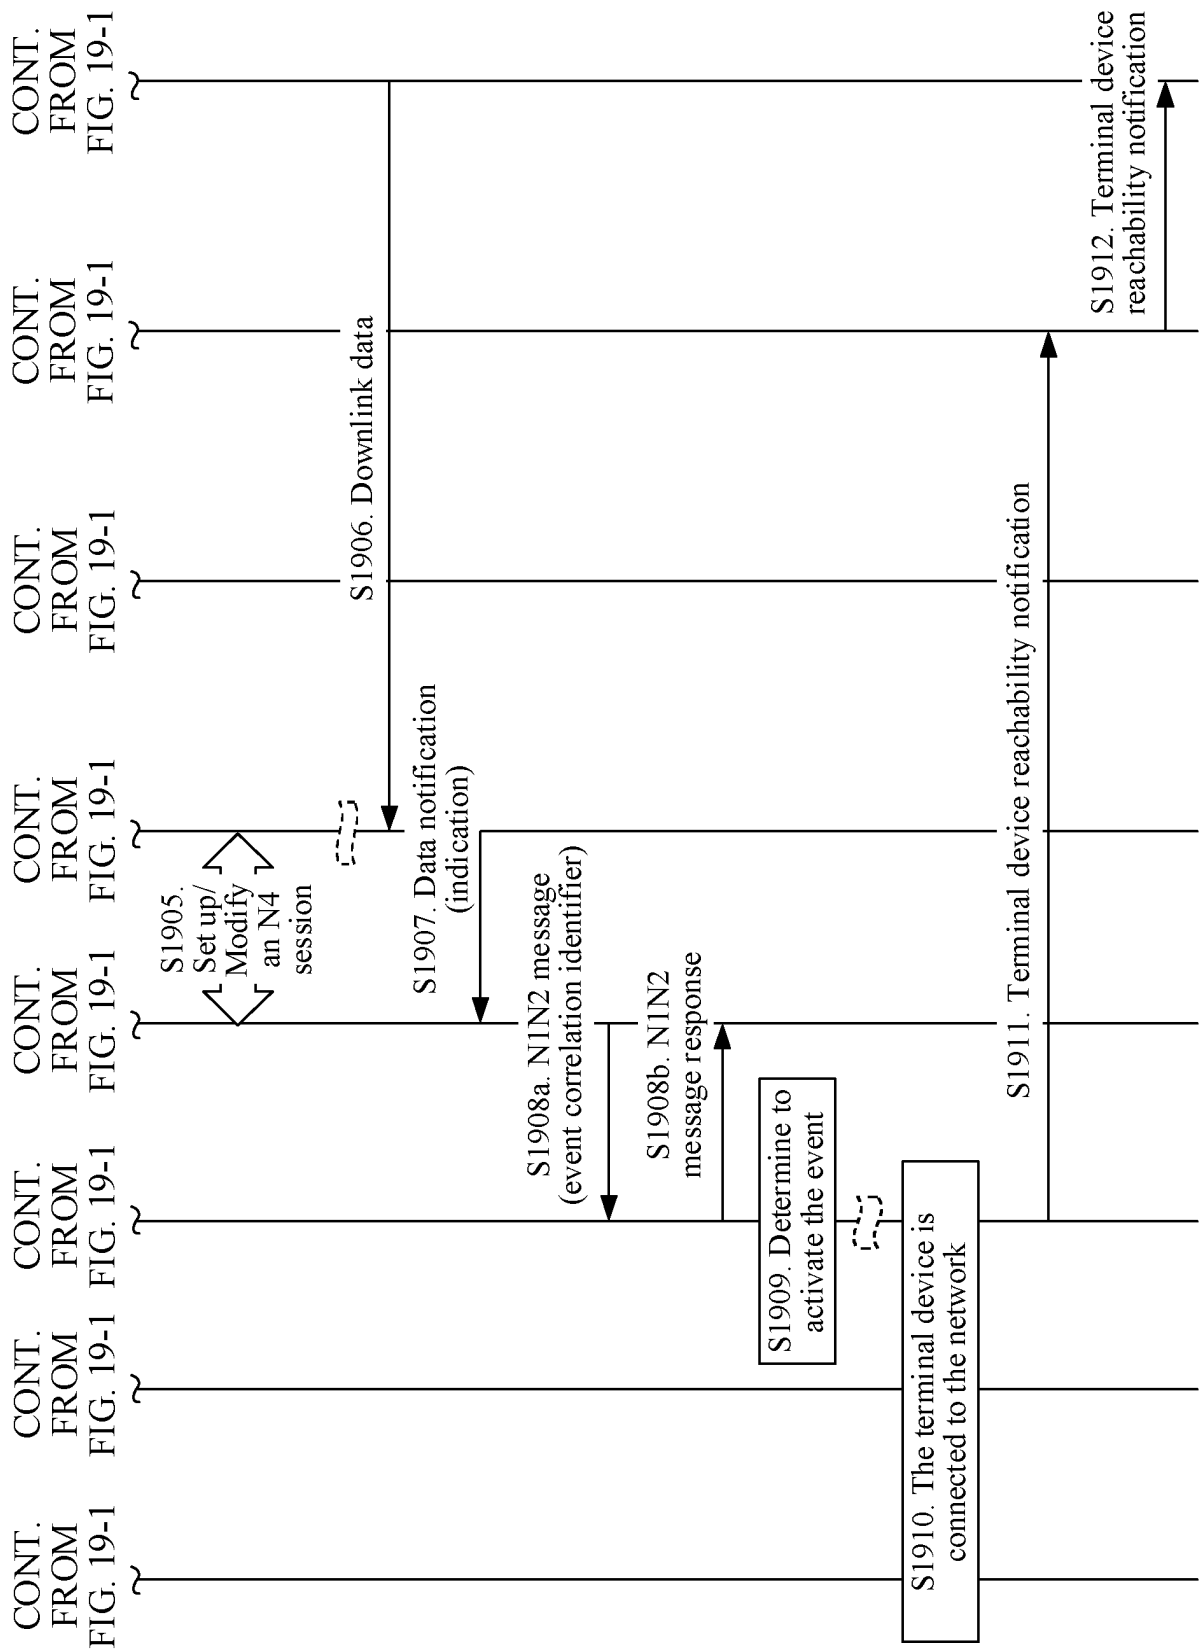 CONT.
FROM
FIG. 19-1
CONT.
FROM
FIG. 19-1
CONT.
FROM
FIG. 19-1
CONT.
FROM
FIG. 19-1
CONT.
FROM
FIG. 19-1
CONT.
FROM
FIG. 19-1
CONT.
FROM
FIG. 19-1
CONT.
FROM
FIG. 19-1
S1905.
Set up/
Modify
an N4
session
S1906. Downlink data
S1907. Data notification
(indication)
S1908a. N1N2 message
(event correlation identifier)
S1908b. N1N2
message response
S1909. Determine to
activate the event
S1910. The terminal device is
connected to the network
S1911. Terminal device reachability notification
S1912. Terminal device
reachability notification